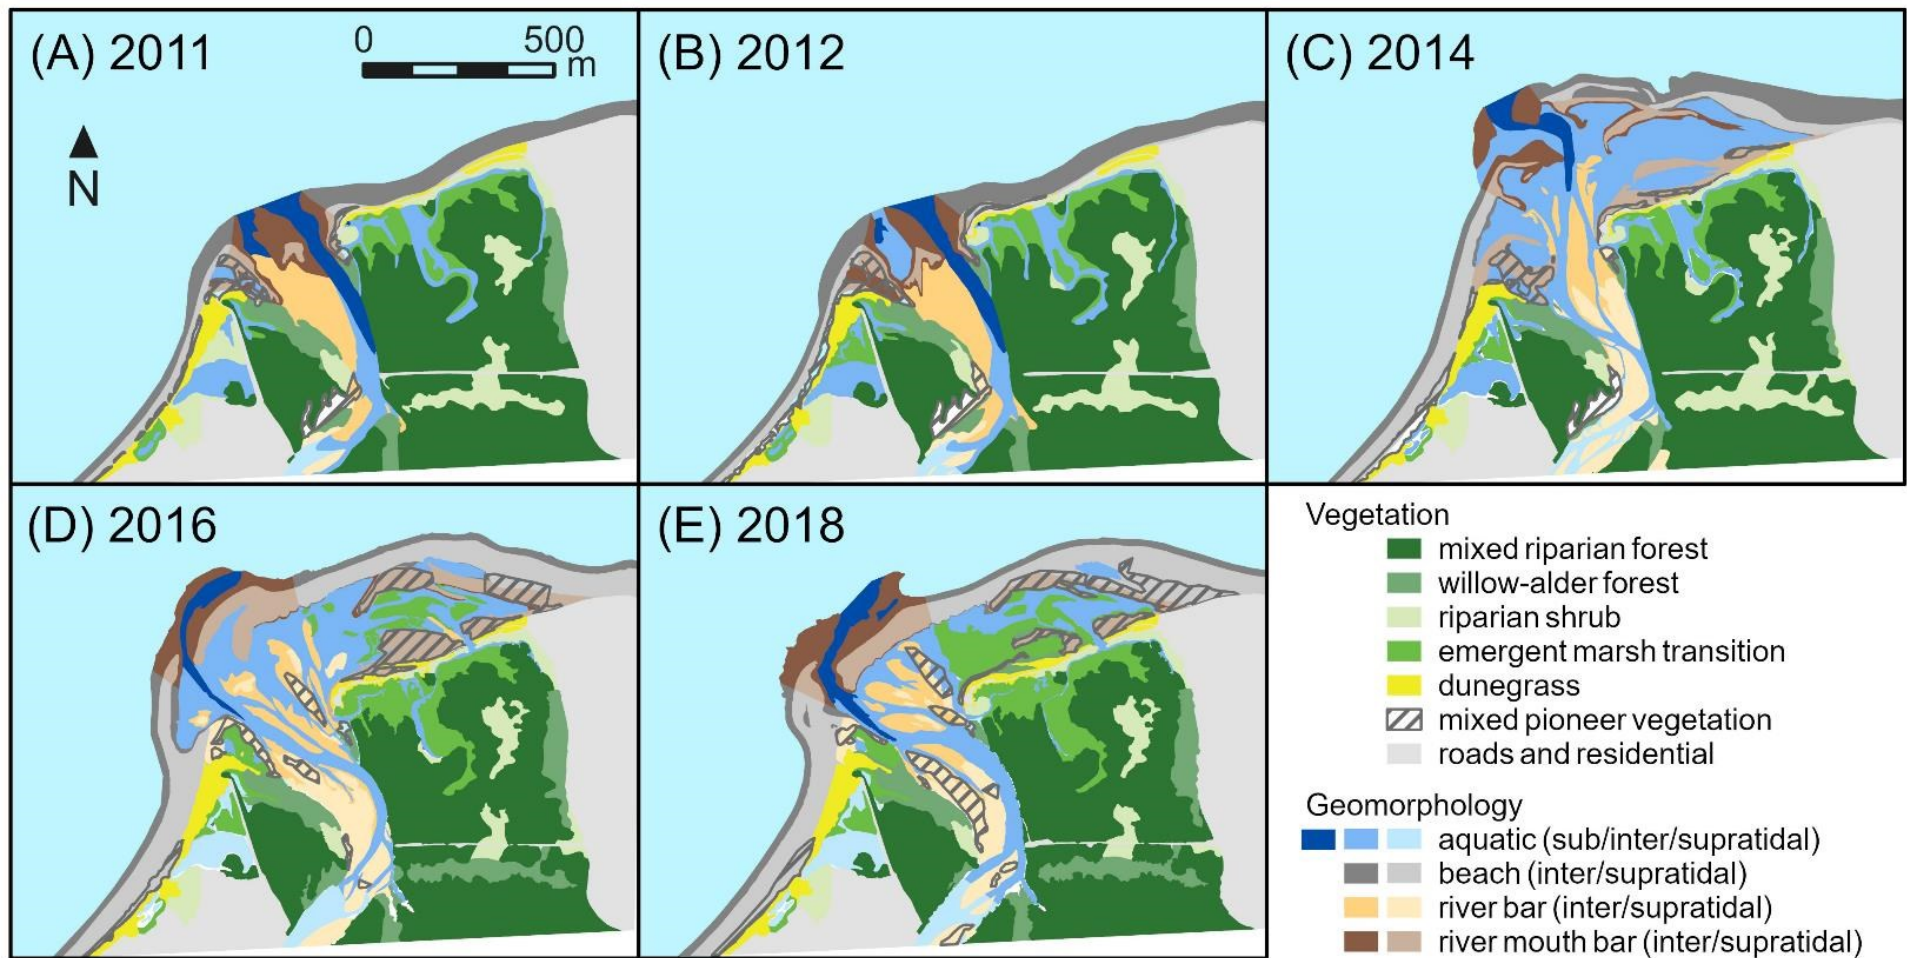 (A) 2011
0 500
m
N
(B) 2012
(C) 2014
(D) 2016
(E) 2018
Vegetation
mixed riparian forest
willow-alder forest
riparian shrub
emergent marsh transition
dunegrass
mixed pioneer vegetation
roads and residential
Geomorphology
aquatic (sub/inter/supratidal)
beach (inter/supratidal)
river bar (inter/supratidal)
river mouth bar (inter/supratidal)